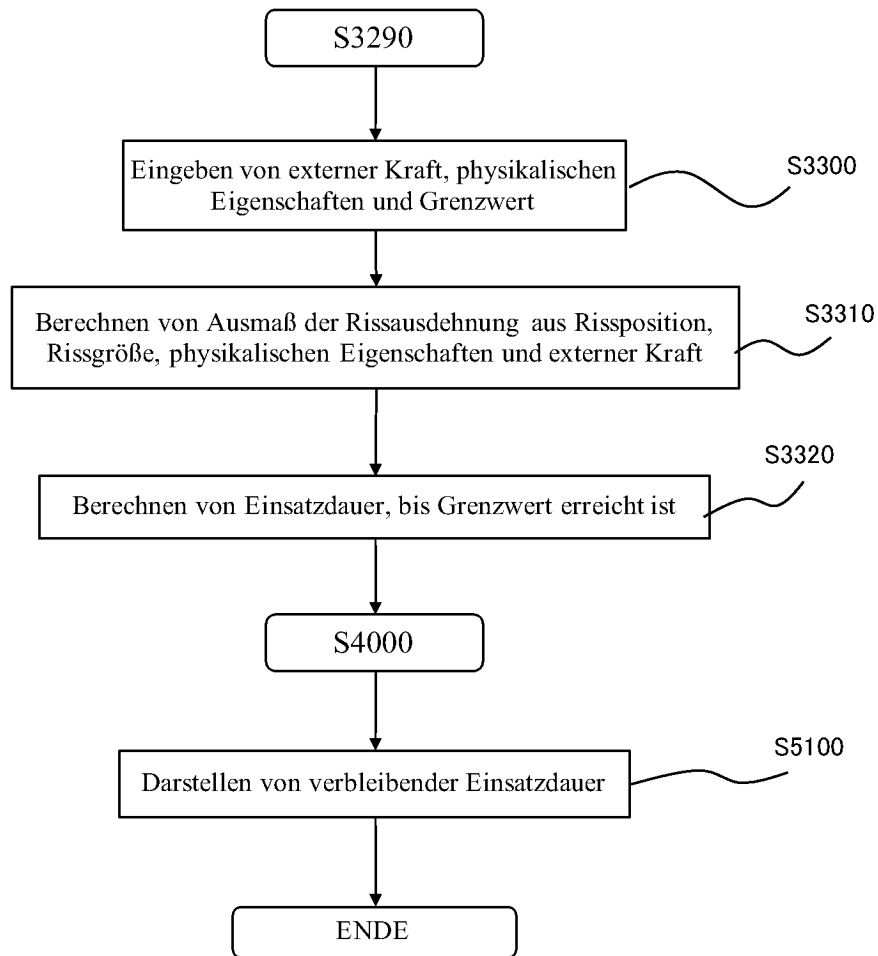 S3290
Eingeben von externer Kraft, physikalischen
Eigenschaften und Grenzwert
S3300
Berechnen von Ausmaß der Rissausdehnung aus Rissposition,
Rissgröße, physikalischen Eigenschaften und externer Kraft
S3310
Berechnen von Einsatzdauer, bis Grenzwert erreicht ist
S3320
S4000
Darstellen von verbleibender Einsatzdauer
S5100
ENDE